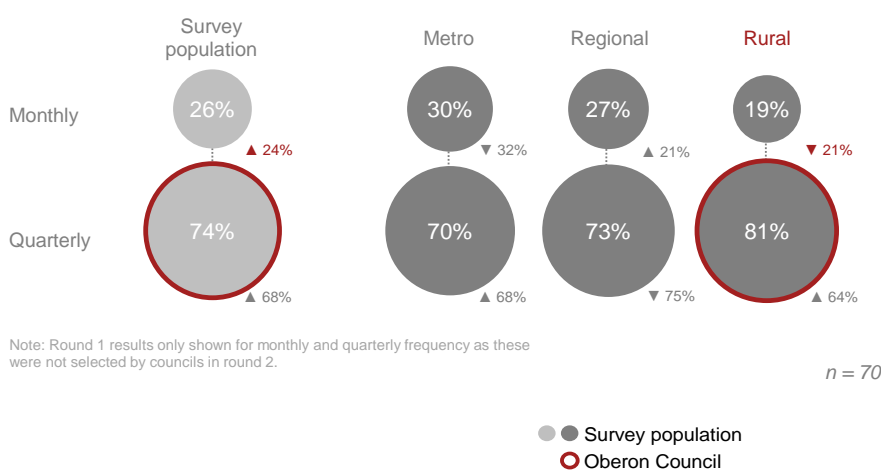 Survey
population
Metro
Regional
Rural
Monthly
26%
30%
27%
19%
▲ 24%
▼ 32%
▲ 21%
▼ 21%
Quarterly
74%
70%
73%
81%
▲ 68%
▲ 68%
▼ 75%
▲ 64%
Note: Round 1 results only shown for monthly and quarterly frequency as these
were not selected by councils in round 2.
n = 70
Survey population
Oberon Council